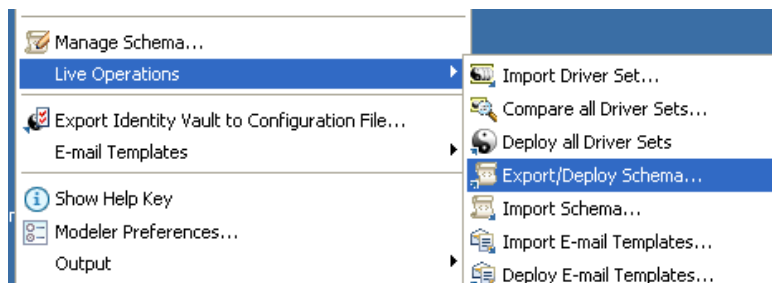 Manage Schema...
Live Operations
Export Identity Vault to Configuration File...
E-mail Templates
Show Help Key
Modeler Preferences...
Output
Import Driver Set...
Compare all Driver Sets...
Deploy all Driver Sets
Export/Deploy Schema...
Import Schema...
Import E-mail Templates...
Deploy E-mail Templates...